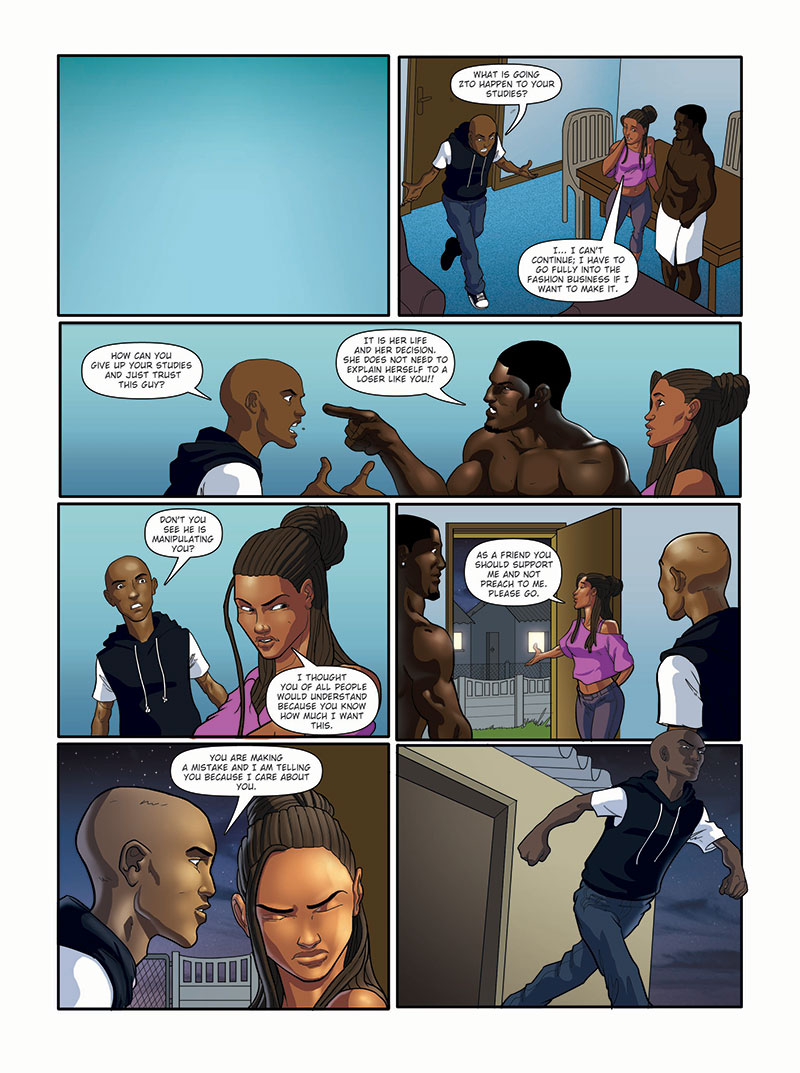 WHAT IS GOING
ZTO HAPPEN TO YOUR
STUDIES?
I... I CAN'T
CONTINUE; I HAVE TO
GO FULLY INTO THE
FASHION BUSINESS IF I
WANT TO MAKE IT.
HOW CAN YOU
GIVE UP YOUR STUDIES
AND JUST TRUST
THIS GUY?
IT IS HER LIFE
AND HER DECISION.
SHE DOES NOT NEED TO
EXPLAIN HERSELF TO A
LOSER LIKE YOU!!
DON'T YOU
SEE HE IS
MANIPULATING
YOU?
I THOUGHT
YOU OF ALL PEOPLE
WOULD UNDERSTAND
BECAUSE YOU KNOW
HOW MUCH I WANT
THIS.
AS A FRIEND YOU
SHOULD SUPPORT
ME AND NOT
PREACH TO ME.
PLEASE GO.
YOU ARE MAKING
A MISTAKE AND I AM TELLING
YOU BECAUSE I CARE ABOUT
YOU.